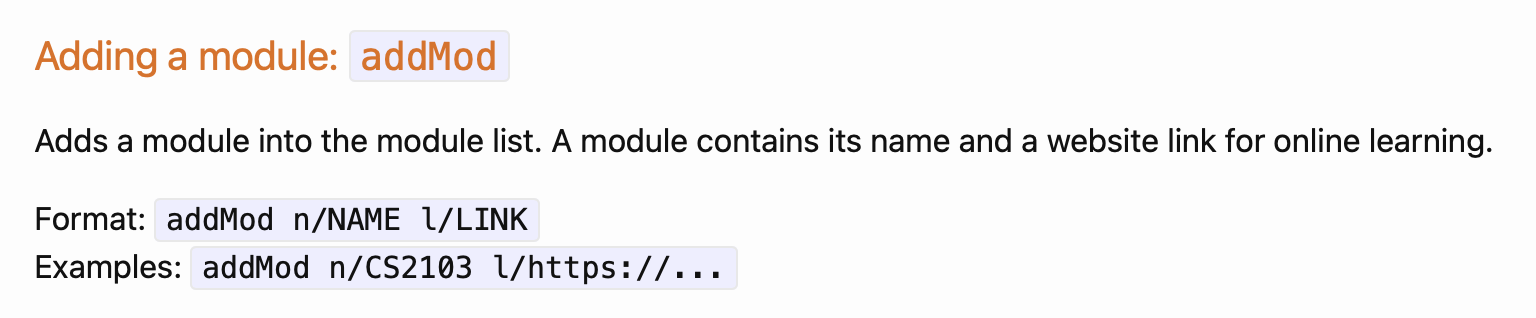 Adding a module: addMod
Adds a module into the module list. A module contains its name and a website link for online learning.
Format: addMod n/NAME l/LINK
Examples: addMod n/CS2103 l/https://...